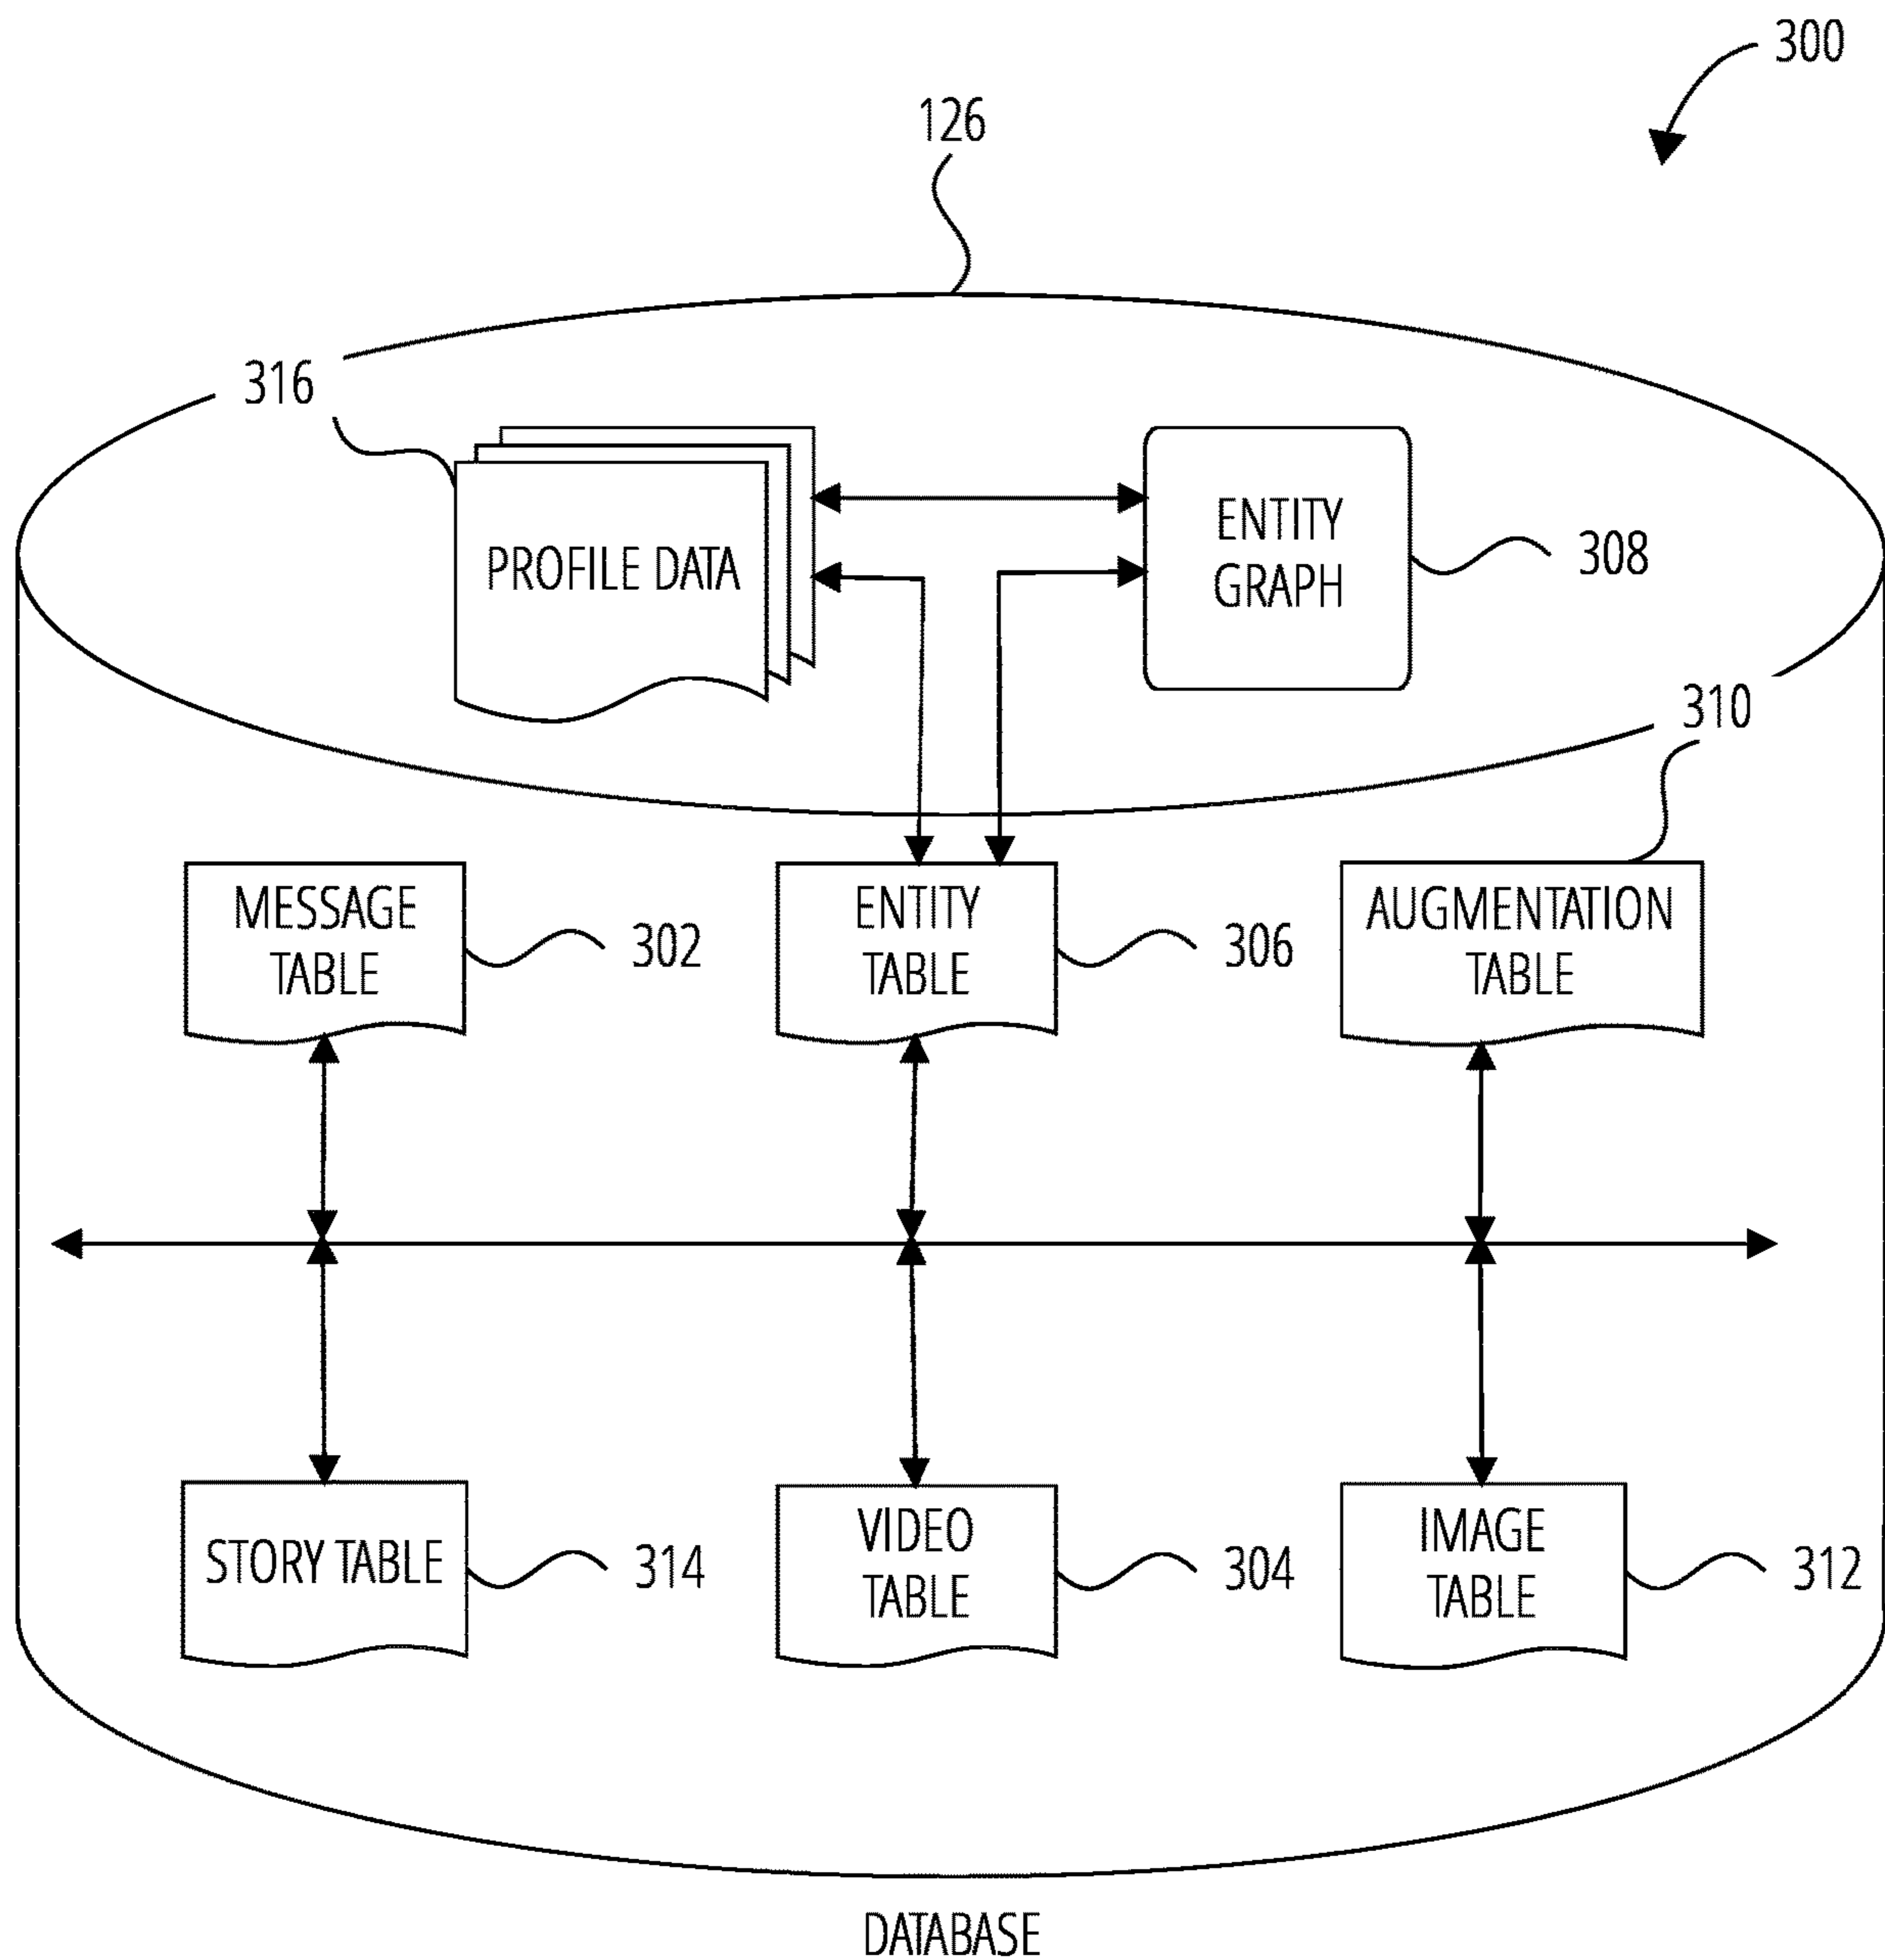 300
126
316
PROFILE DATA
ENTITY
GRAPH
308
310
MESSAGE
TABLE
302
ENTITY
TABLE
306
AUGMENTATION
TABLE
STORY TABLE
314
VIDEO
TABLE
304
IMAGE
TABLE
312
DATABASE